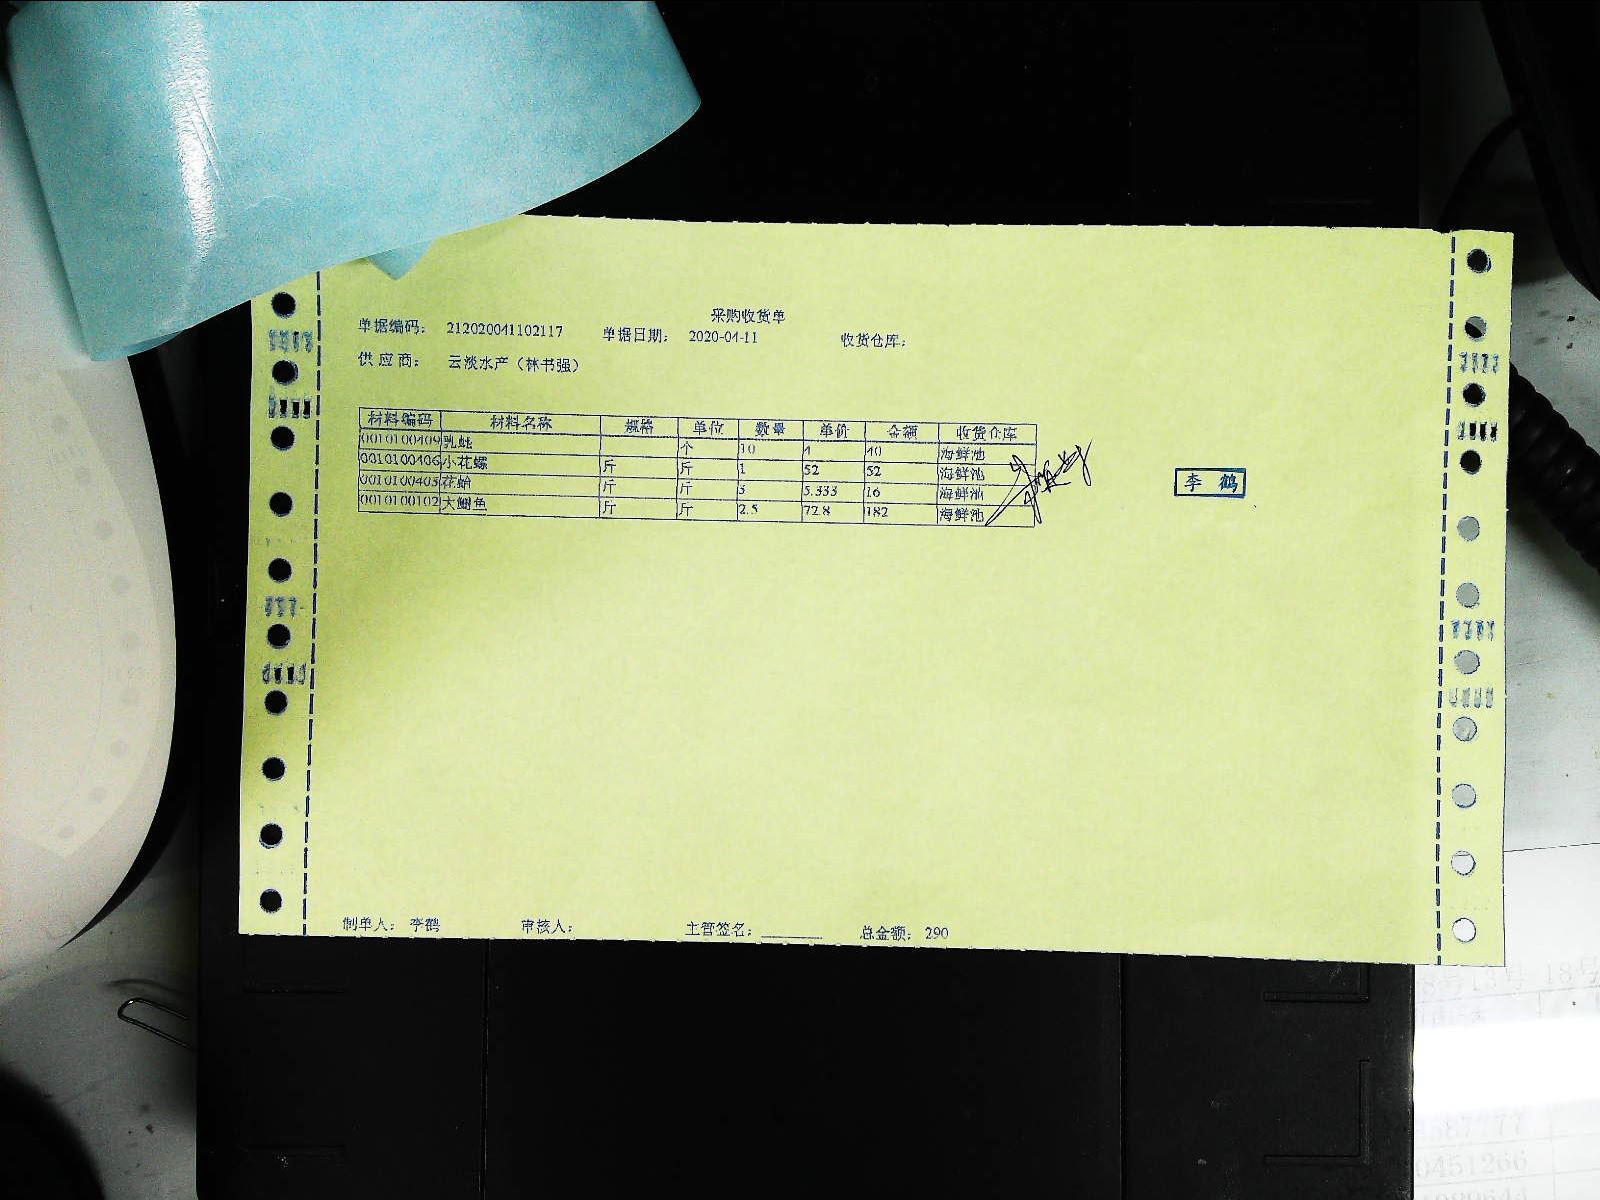 采购收货单
单据编码： 212020041102117 单据日期： 2020-04-11 收货仓库：
供应商： 云淡水产（林书强）
材料编码 材料名称 规格 单位 数量 单价 金额 收货仓库
0010100409 乳蚝 个 10 4 40 海鲜池
0010100406 小花螺 斤 斤 1 52 52 海鲜池
0010100405 花蛤 斤 斤 3 5.333 16 海鲜池
0010100102 大鲥鱼 斤 斤 2.5 72.8 182 海鲜池
李 鹤
制单人： 李鹤 审核人： 主管签名：________ 总金额： 290